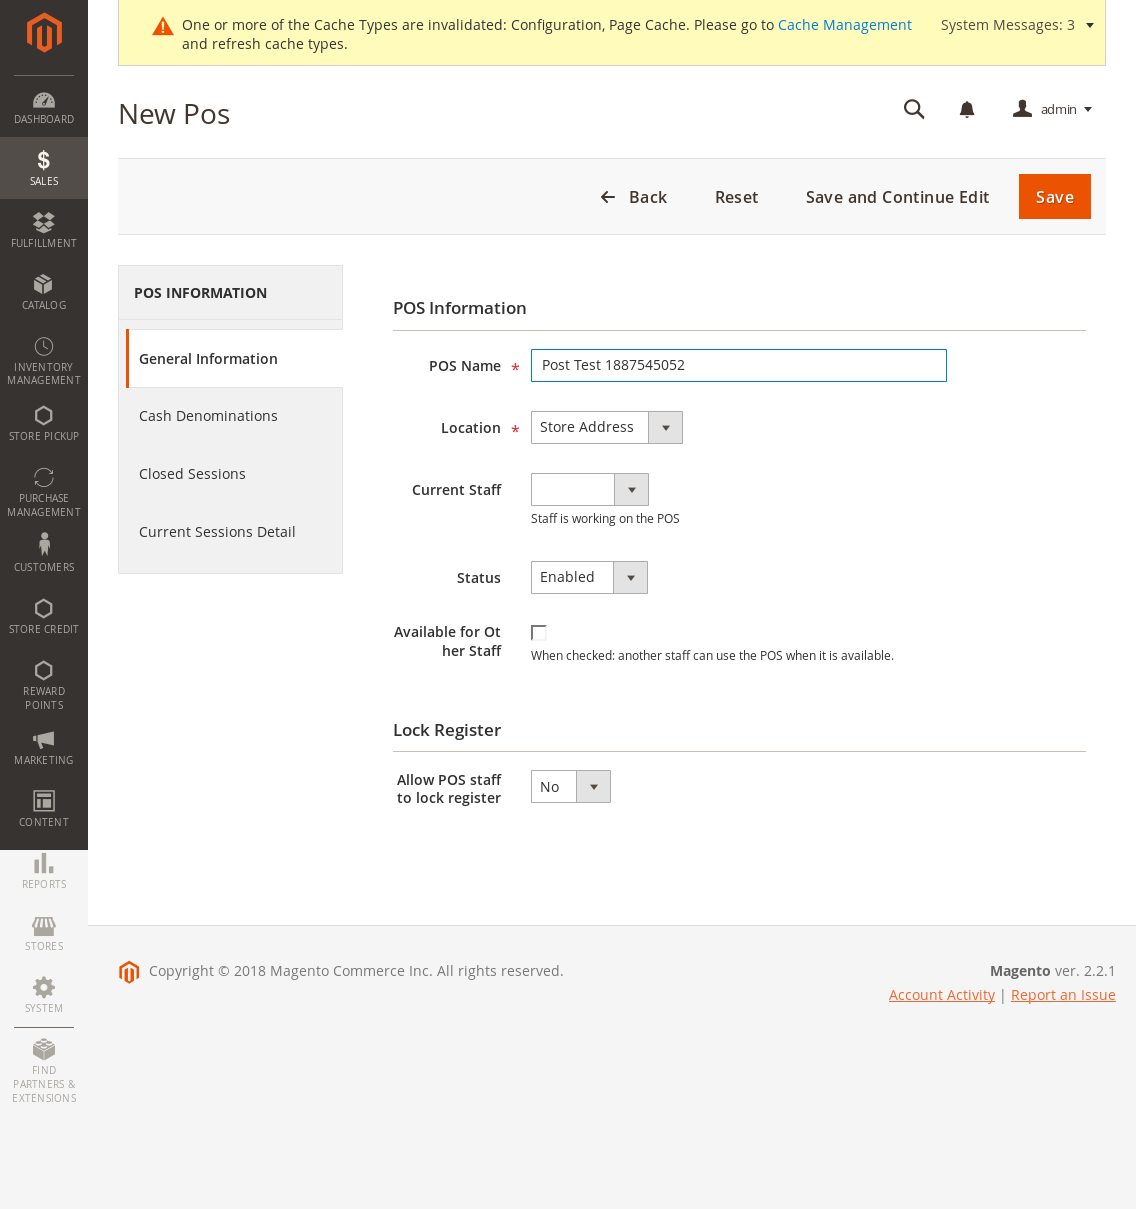 One or more of the Cache Types are invalidated: Configuration, Page Cache. Please go to Cache Management
and refresh cache types.
System Messages: 3
New Pos
admin
Back
Reset
Save and Continue Edit
Save
DASHBOARD
SALES
FULFILLMENT
CATALOG
INVENTORY
MANAGEMENT
STORE PICKUP
PURCHASE
MANAGEMENT
CUSTOMERS
STORE CREDIT
REWARD
POINTS
MARKETING
CONTENT
REPORTS
STORES
SYSTEM
FIND
PARTNERS &
EXTENSIONS
POS INFORMATION
General Information
Cash Denominations
Closed Sessions
Current Sessions Detail
POS Information
POS Name * Post Test 1887545052
Location * Store Address
Current Staff
Staff is working on the POS
Status Enabled
Available for Ot
her Staff
When checked: another staff can use the POS when it is available.
Lock Register
Allow POS staff
to lock register
No
Copyright © 2018 Magento Commerce Inc. All rights reserved.
Magento ver. 2.2.1
Account Activity | Report an Issue